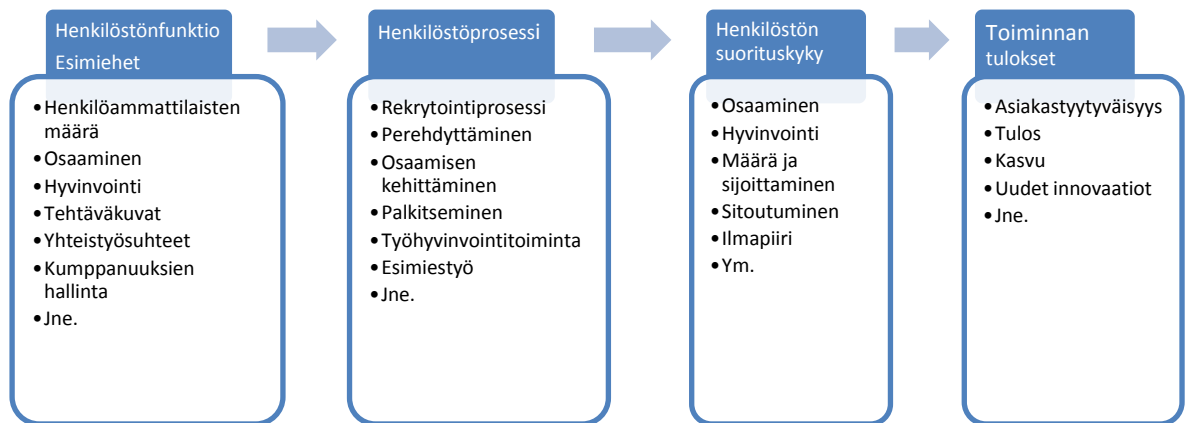 Henkilöstönfunktio
Esimiehet
•Henkilöammattilaisten
määrä
•Osaaminen
•Hyvinvointi
•Tehtäväkuvat
•Yhteistyösuhteet
•Kumppanuuksien
hallinta
•Jne.
Henkilöstöprosessi
•Rekrytointiprosessi
•Perehdyttäminen
•Osaamisen
kehittäminen
•Palkitseminen
•Työhyvinvointitoiminta
•Esimiestyö
•Jne.
Henkilöstön
suorituskyky
•Osaaminen
•Hyvinvointi
•Määrä ja
sijoittaminen
•Sitoutuminen
•Ilmapiiri
•Ym.
Toiminnan
tulokset
•Asiakastyytyväisyys
•Tulos
•Kasvu
•Uudet innovaatiot
•Jne.